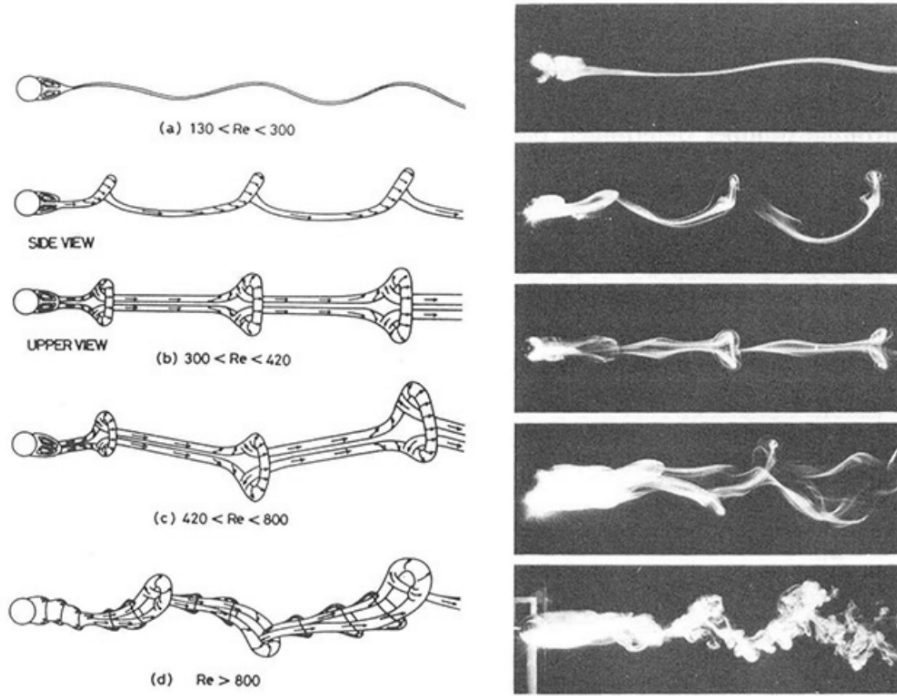 (a) 130 < Re < 300
SIDE VIEW
UPPER VIEW
(b) 300 < Re < 420
(c) 420 < Re < 800
(d) Re > 800